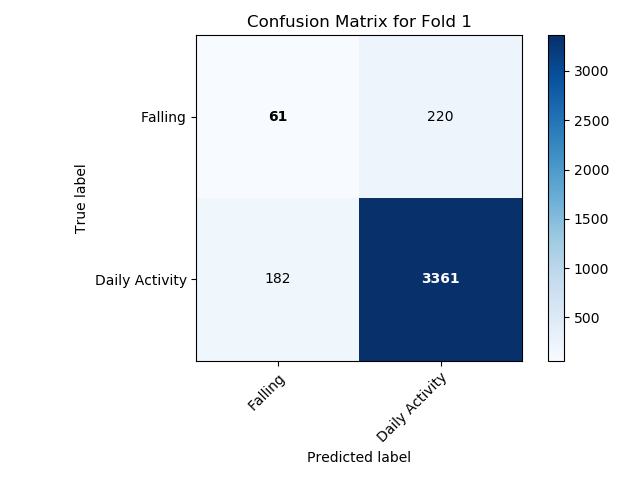 Confusion Matrix for Fold 1
Falling
61
220
3000
2500
2000
True label
1500
Daily Activity
182
3361
1000
500
Falling
Daily Activity
Predicted label